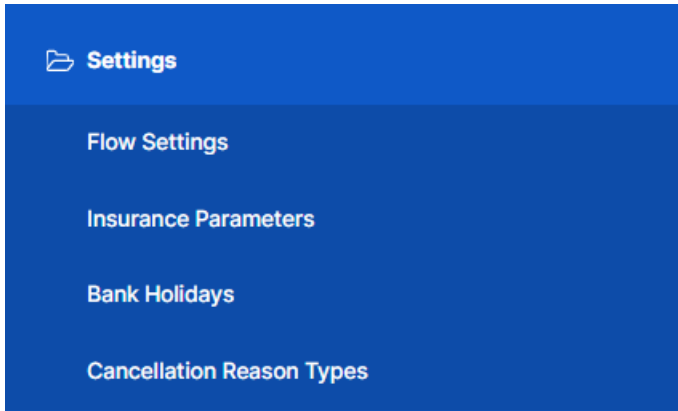 Settings
Flow Settings
Insurance Parameters
Bank Holidays
Cancellation Reason Types